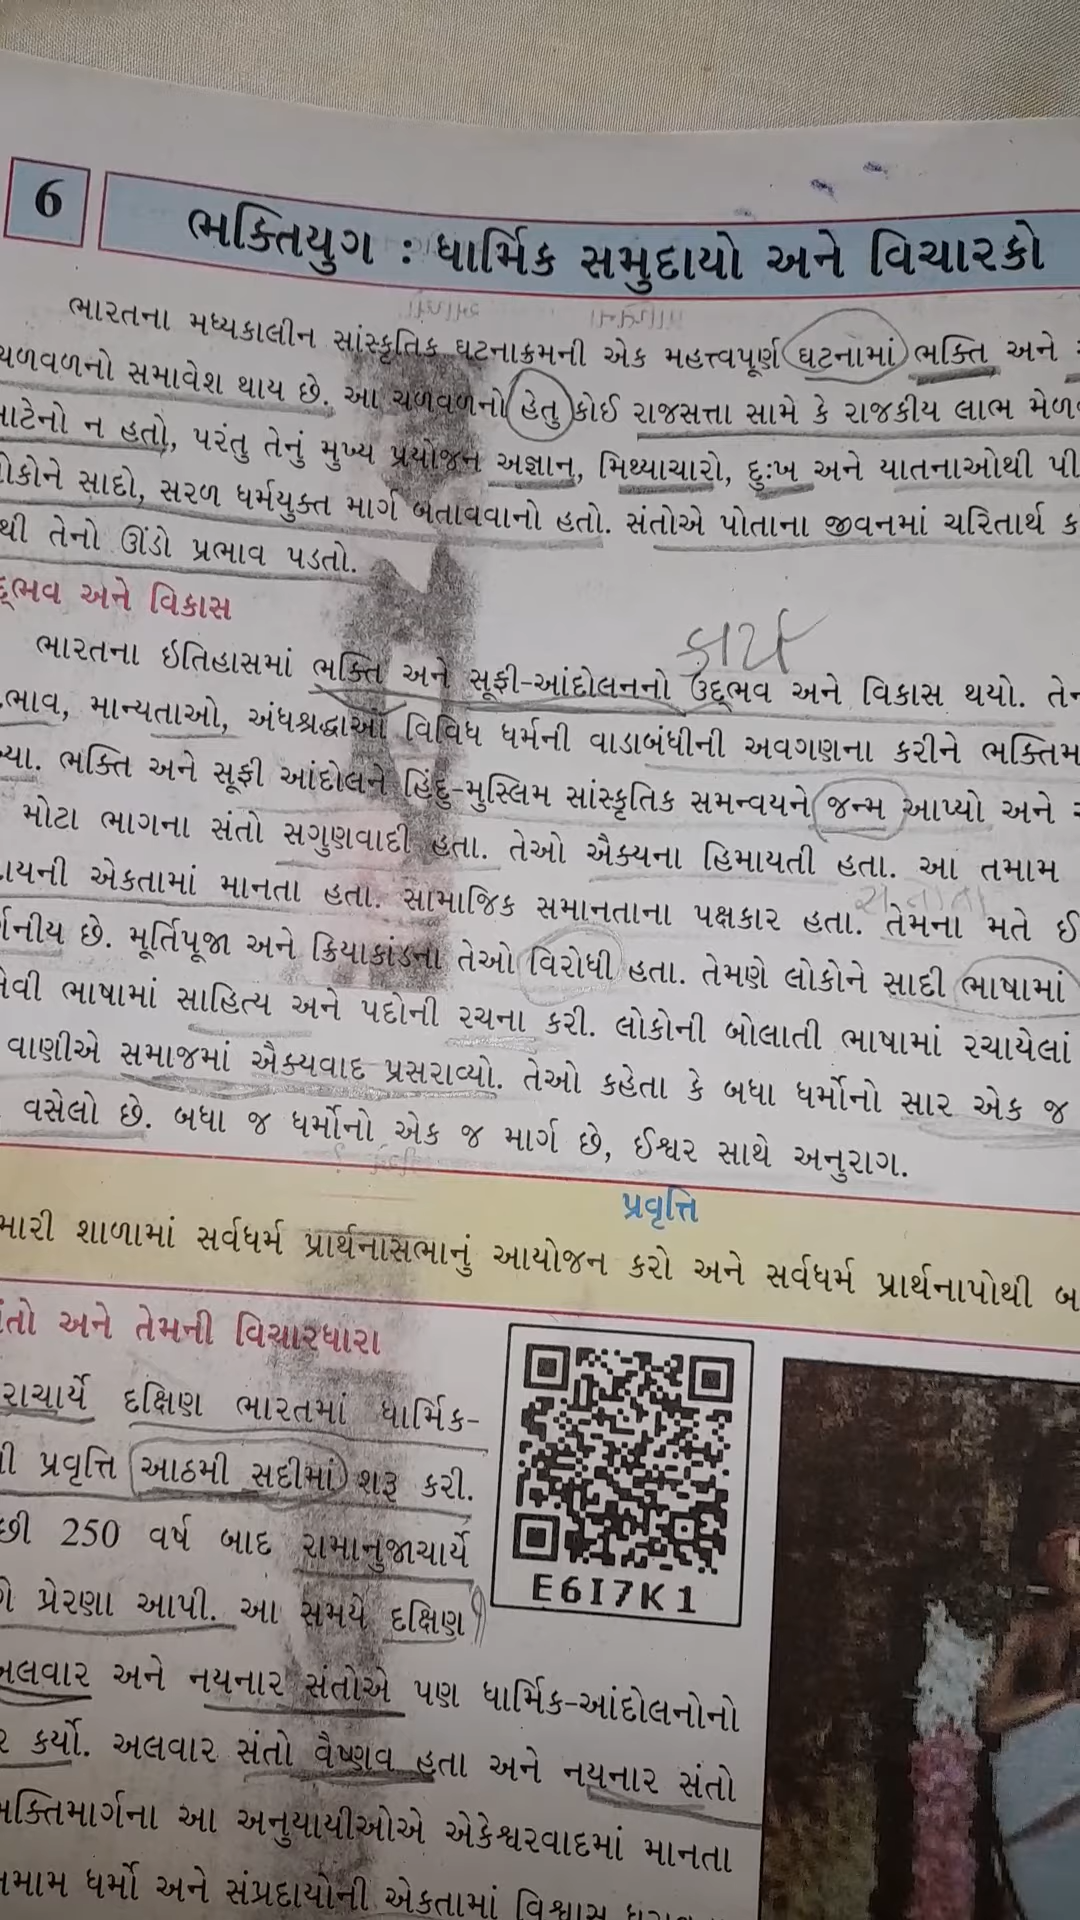 6
ભક્તિયુગ : ધાર્મિક સમુદાયો અને વિચારકો
ભારતના મધ્યકાલીન સાંસ્કૃતિક ઘટનાક્રમની એક મહત્ત્વપૂર્ણ ઘટનામાં ભક્તિ અને
ચળવળનો સમાવેશ થાય છે. આ ચળવળનો હેતુ કોઈ રાજસત્તા સામે કે રાજકીય લાભ
માટેનો ન હતો, પરંતુ તેનું મુખ્ય પ્રયોજન અજ્ઞાન, મિથ્યાચારો, દુઃખ અને યાતનાઓથી
લોકોને સાદો, સરળ ધર્મયુક્ત માર્ગ બતાવવાનો હતો. સંતોએ પોતાના જીવનમાં ચરિતાર્થ
થી તેનો ઊંડો પ્રભાવ પડતો.
અને વિકાસ
કાર્ય
ભારતના ઇતિહાસમાં ભક્તિ અને સૂફી-આંદોલનનો ઉદ્ભવ અને વિકાસ થયો.
ભાવ, માન્યતાઓ, અંધશ્રદ્ધાઓ વિવિધ ધર્મની વાડાબંધીની અવગણના કરીને
ભક્તિ અને સૂફી આંદોલને હિંદુ-મુસ્લિમ સાંસ્કૃતિક સમન્વયને જન્મ આપ્યો અને
મોટા ભાગના સંતો સગુણવાદી હતા. તેઓ ઐક્યના હિમાયતી હતા. આ તમામ
એકતામાં માનતા હતા. સામાજિક સમાનતાના પક્ષકાર હતા. તેમના મતે
છે. મૂર્તિપૂજા અને ક્રિયાકાંડના તેઓ વિરોધી હતા. તેમણે લોકોને સાદી ભાષામાં
ભાષામાં સાહિત્ય અને પદોની રચના કરી. લોકોની બોલાતી ભાષામાં રચાયેલાં
વાણીએ સમાજમાં ઐક્યવાદ પ્રસરાવ્યો. તેઓ કહેતા કે બધા ધર્મોનો સાર એક જ
વસેલો છે. બધા જ ધર્મોનો એક જ માર્ગ છે, ઈશ્વર સાથે અનુરાગ.
પ્રવૃત્તિ
શાળામાં સર્વધર્મ પ્રાર્થનાસભાનું આયોજન કરો અને સર્વધર્મ પ્રાર્થનાપોથી
અને તેમની વિચારધારા
દક્ષિણ ભારતમાં ધાર્મિક-
પ્રવૃત્તિ આઠમી સદીમાં શરૂ કરી.
250 વર્ષ બાદ રામાનુજાચાર્યે
પ્રેરણા આપી. આ સમયે દક્ષિણ
E6I7K1
અલવાર અને નયનાર સંતોએ પણ ધાર્મિક-આંદોલનોનો
કર્યો. અલવાર સંતો વૈષ્ણવ હતા અને નયનાર સંતો
ભક્તિમાર્ગના આ અનુયાયીઓએ એકેશ્વરવાદમાં માનતા
તમામ ધર્મો અને સંપ્રદાયોની એકતામાં વિશ્વાસ